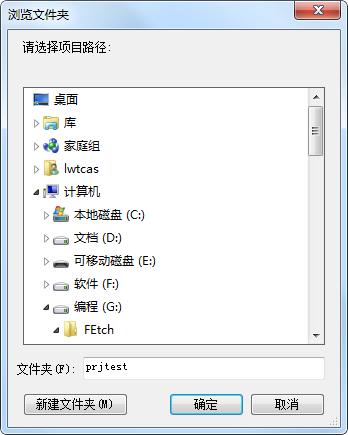 浏览文件夹
请选择项目路径:
桌面
库
家庭组
lwtcas
计算机
本地磁盘 (C:)
文档 (D:)
可移动磁盘 (E:)
软件 (F:)
编程 (G:)
FEtch
文件夹(F): prjtest
新建文件夹(M) 确定 取消